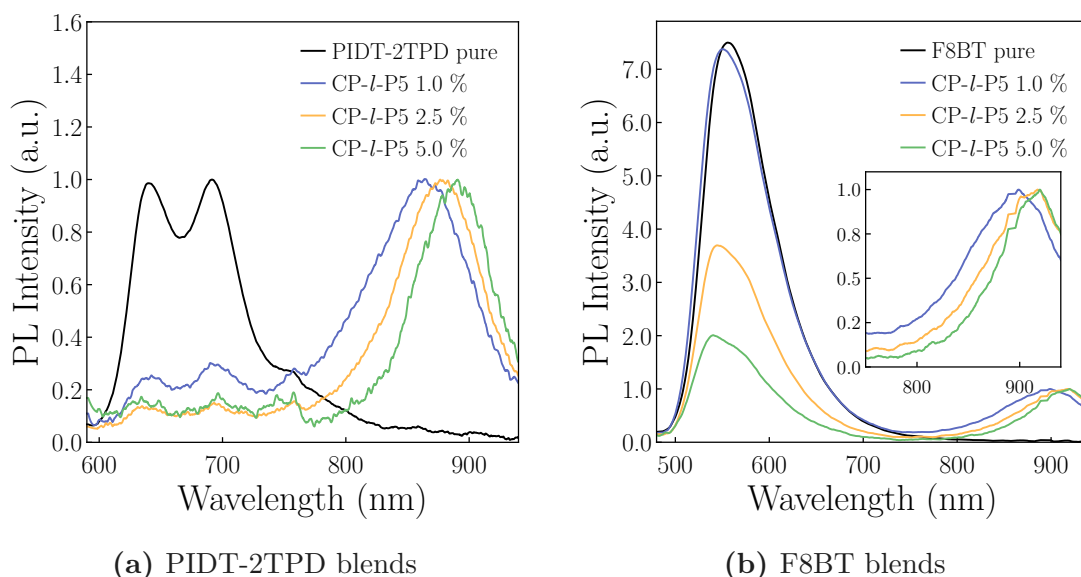 1.6
1.4
1.2
1.0
0.8
0.6
0.4
0.2
0.0
600
700
800
900
PL Intensity (a.u.)
Wavelength (nm)
PIDT-2TPD pure
CP-l-P5 1.0 %
CP-l-P5 2.5 %
CP-l-P5 5.0 %
(a) PIDT-2TPD blends
7.0
6.0
5.0
4.0
3.0
2.0
1.0
0.0
500
600
700
800
900
PL Intensity (a.u.)
Wavelength (nm)
F8BT pure
CP-l-P5 1.0 %
CP-l-P5 2.5 %
CP-l-P5 5.0 %
1.0
0.8
0.5
0.2
0.0
800
900
(b) F8BT blends